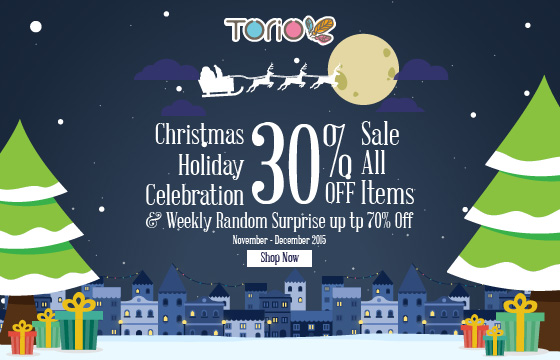 Torio
Christmas
Holiday
Celebration
30% OFF
Sale
All
Items
& Weekly Random Surprise up tp 70% Off
November - December 2015
Shop Now